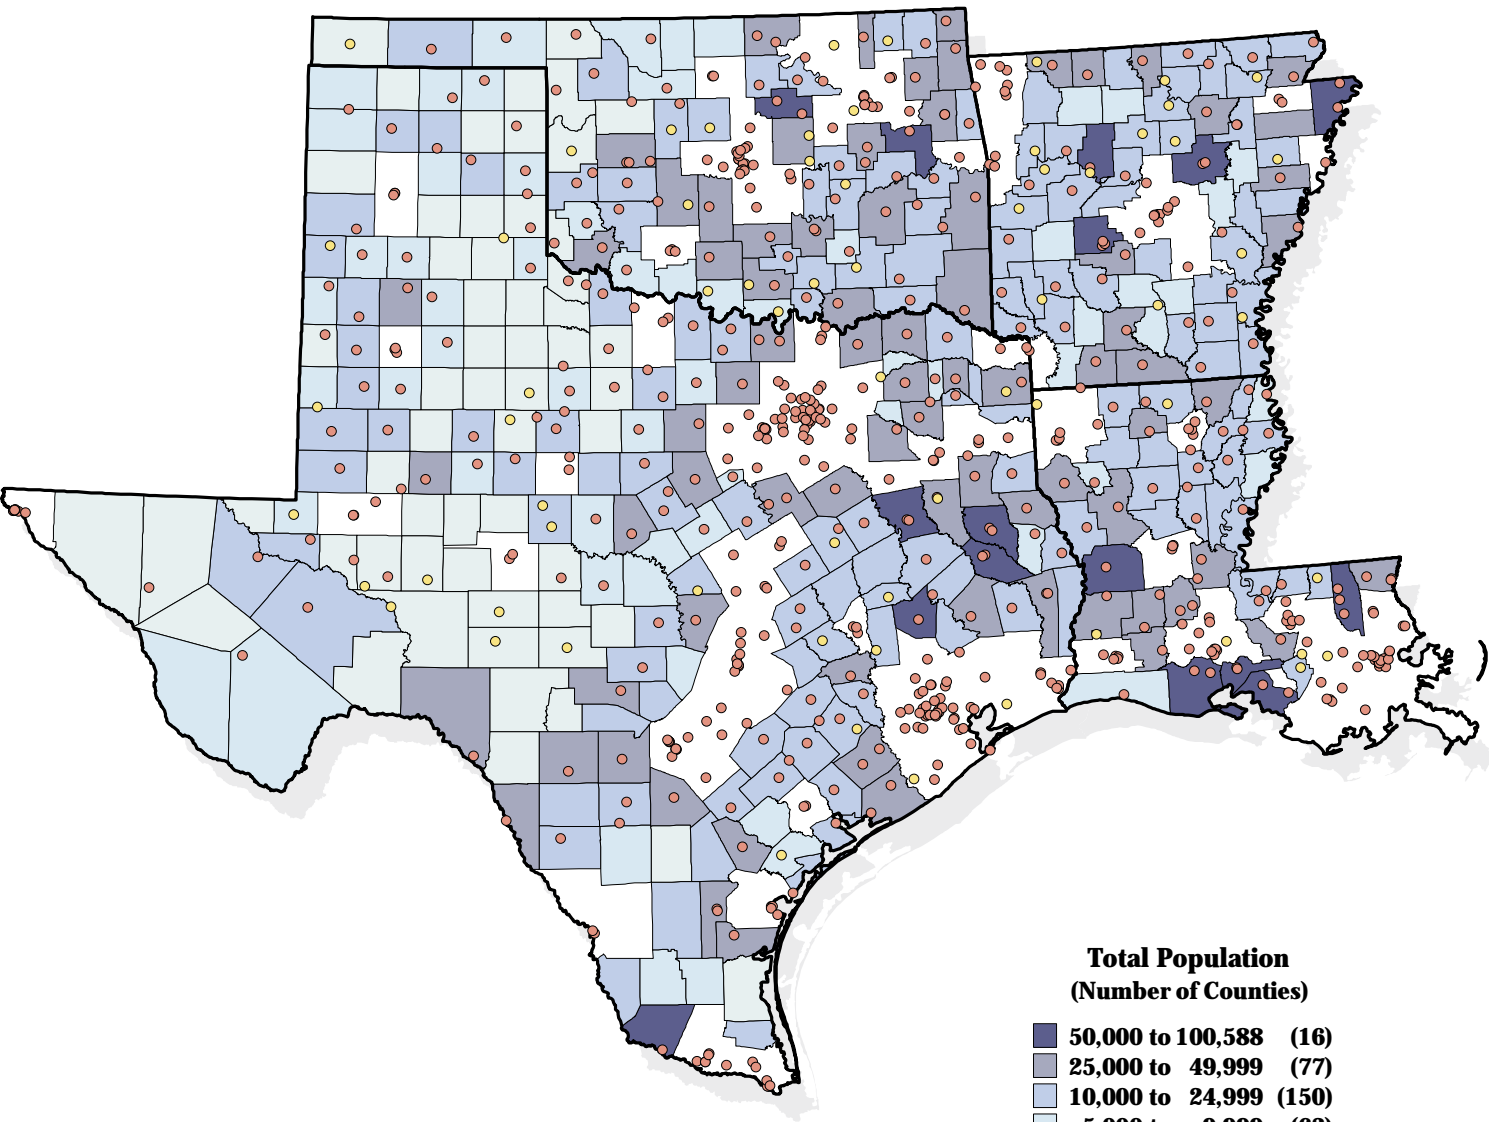 Total Population
(Number of Counties)
50,000 to 100,588 (16)
25,000 to 49,999 (77)
10,000 to 24,999 (150)